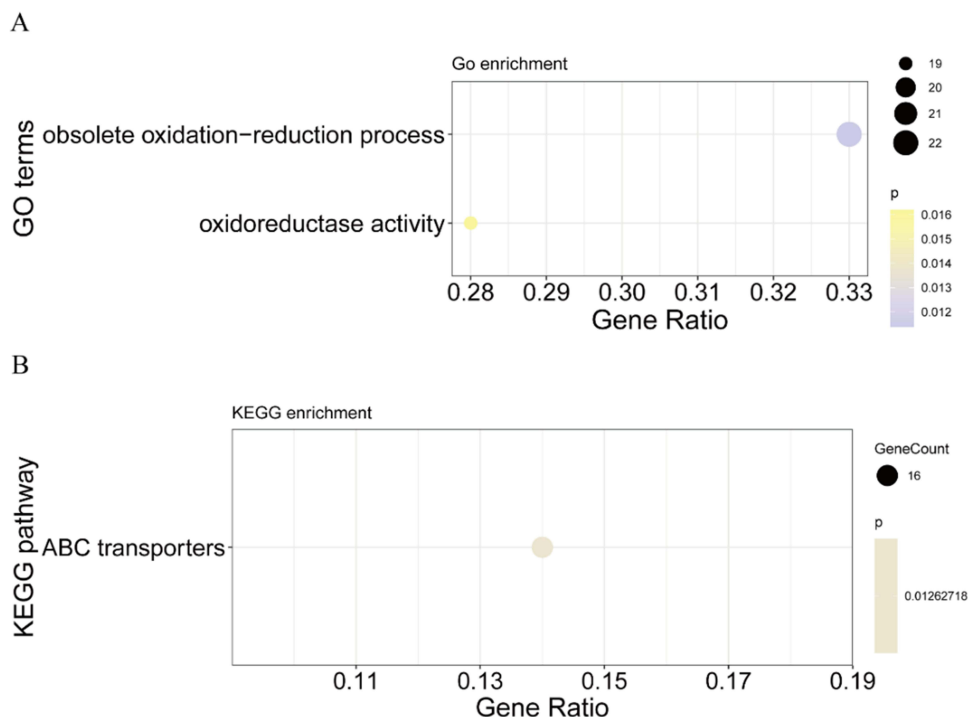 A
Go enrichment
GO terms
obsolete oxidation−reduction process
oxidoreductase activity
0.28 0.29 0.30 0.31 0.32 0.33
Gene Ratio
19
20
21
22
p
0.016
0.015
0.014
0.013
0.012
B
KEGG enrichment
KEGG pathway
ABC transporters
0.11 0.13 0.15 0.17 0.19
Gene Ratio
GeneCount
16
p
0.01262718